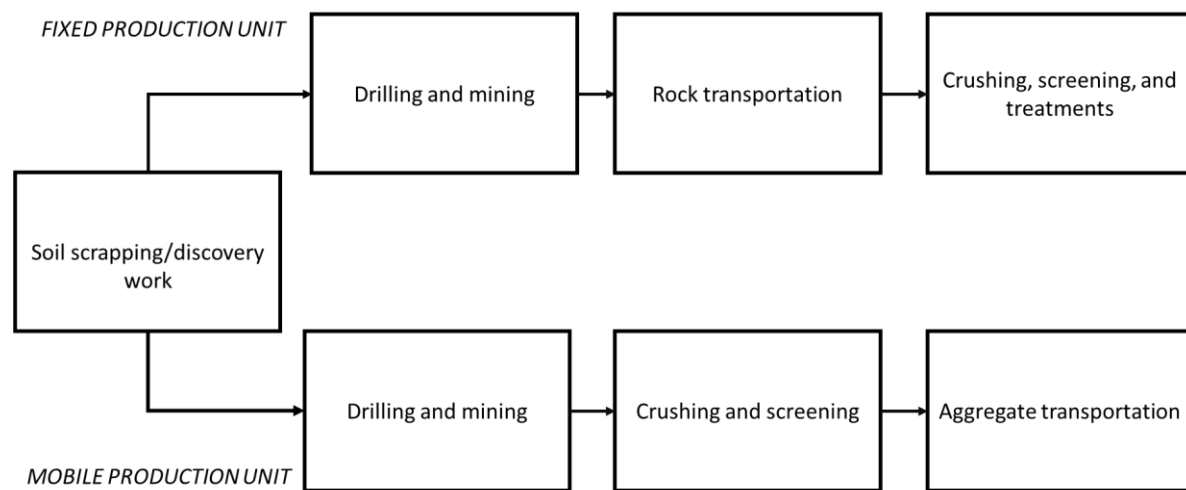 FIXED PRODUCTION UNIT
Drilling and mining
Rock transportation
Crushing, screening, and
treatments
Soil scrapping/discovery
work
Drilling and mining
Crushing and screening
Aggregate transportation
MOBILE PRODUCTION UNIT